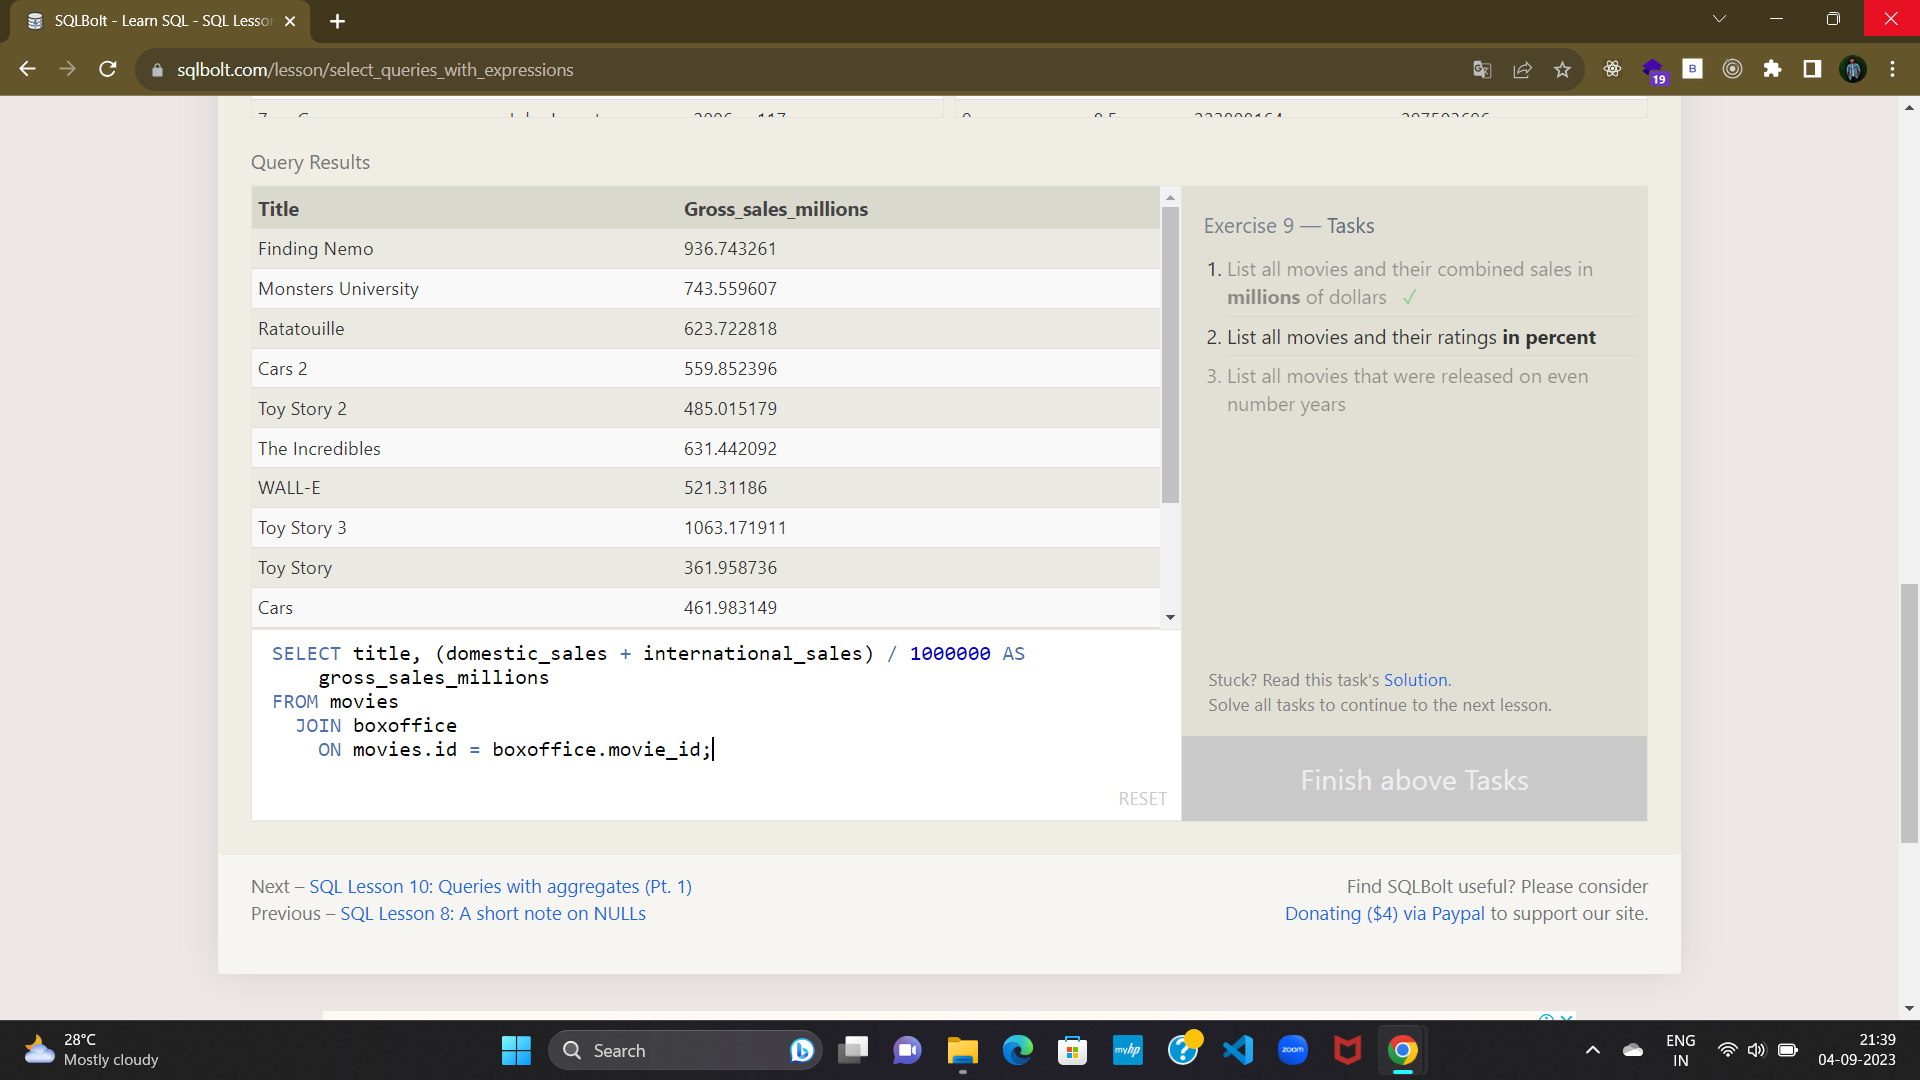 SQLBolt - Learn SQL - SQL Lesson
sqlbolt.com/lesson/select_queries_with_expressions
B
19
Query Results
Title Gross_sales_millions
Finding Nemo 936.743261
Monsters University 743.559607
Ratatouille 623.722818
Cars 2 559.852396
Toy Story 2 485.015179
The Incredibles 631.442092
WALL-E 521.31186
Toy Story 3 1063.171911
Toy Story 361.958736
Cars 461.983149
SELECT title, (domestic_sales + international_sales) / 1000000 AS
gross_sales_millions
FROM movies
JOIN boxoffice
ON movies.id = boxoffice.movie_id;
RESET
Exercise 9 — Tasks
1. List all movies and their combined sales in
millions of dollars ✓
2. List all movies and their ratings in percent
3. List all movies that were released on even
number years
Stuck? Read this task's Solution.
Solve all tasks to continue to the next lesson.
Finish above Tasks
Next – SQL Lesson 10: Queries with aggregates (Pt. 1)
Previous – SQL Lesson 8: A short note on NULLs
Find SQLBolt useful? Please consider
Donating ($4) via Paypal to support our site.
28°C
Mostly cloudy
Search
myhp
zoom
ENG
IN
21:39
04-09-2023